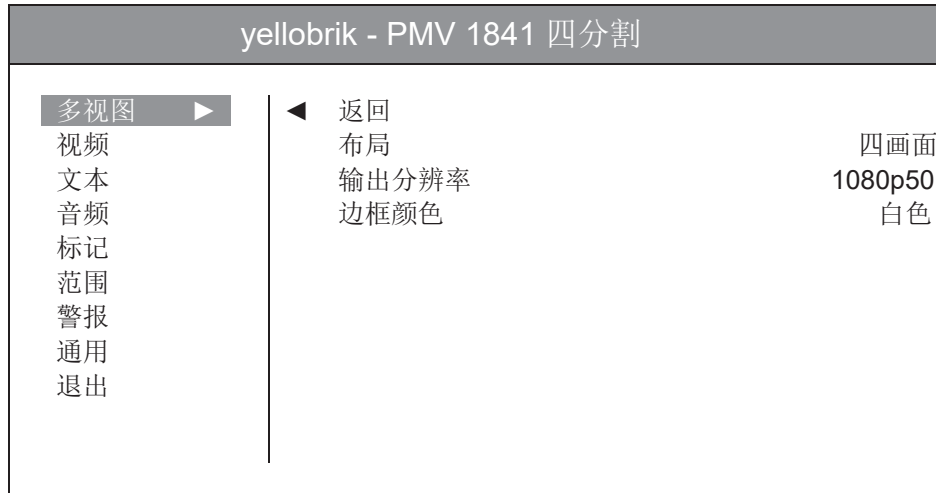 yellobrik - PMV 1841 四分割
多视图 ►
视频
文本
音频
标记
范围
警报
通用
退出
◄ 返回
布局 四画面
输出分辨率 1080p50
边框颜色 白色